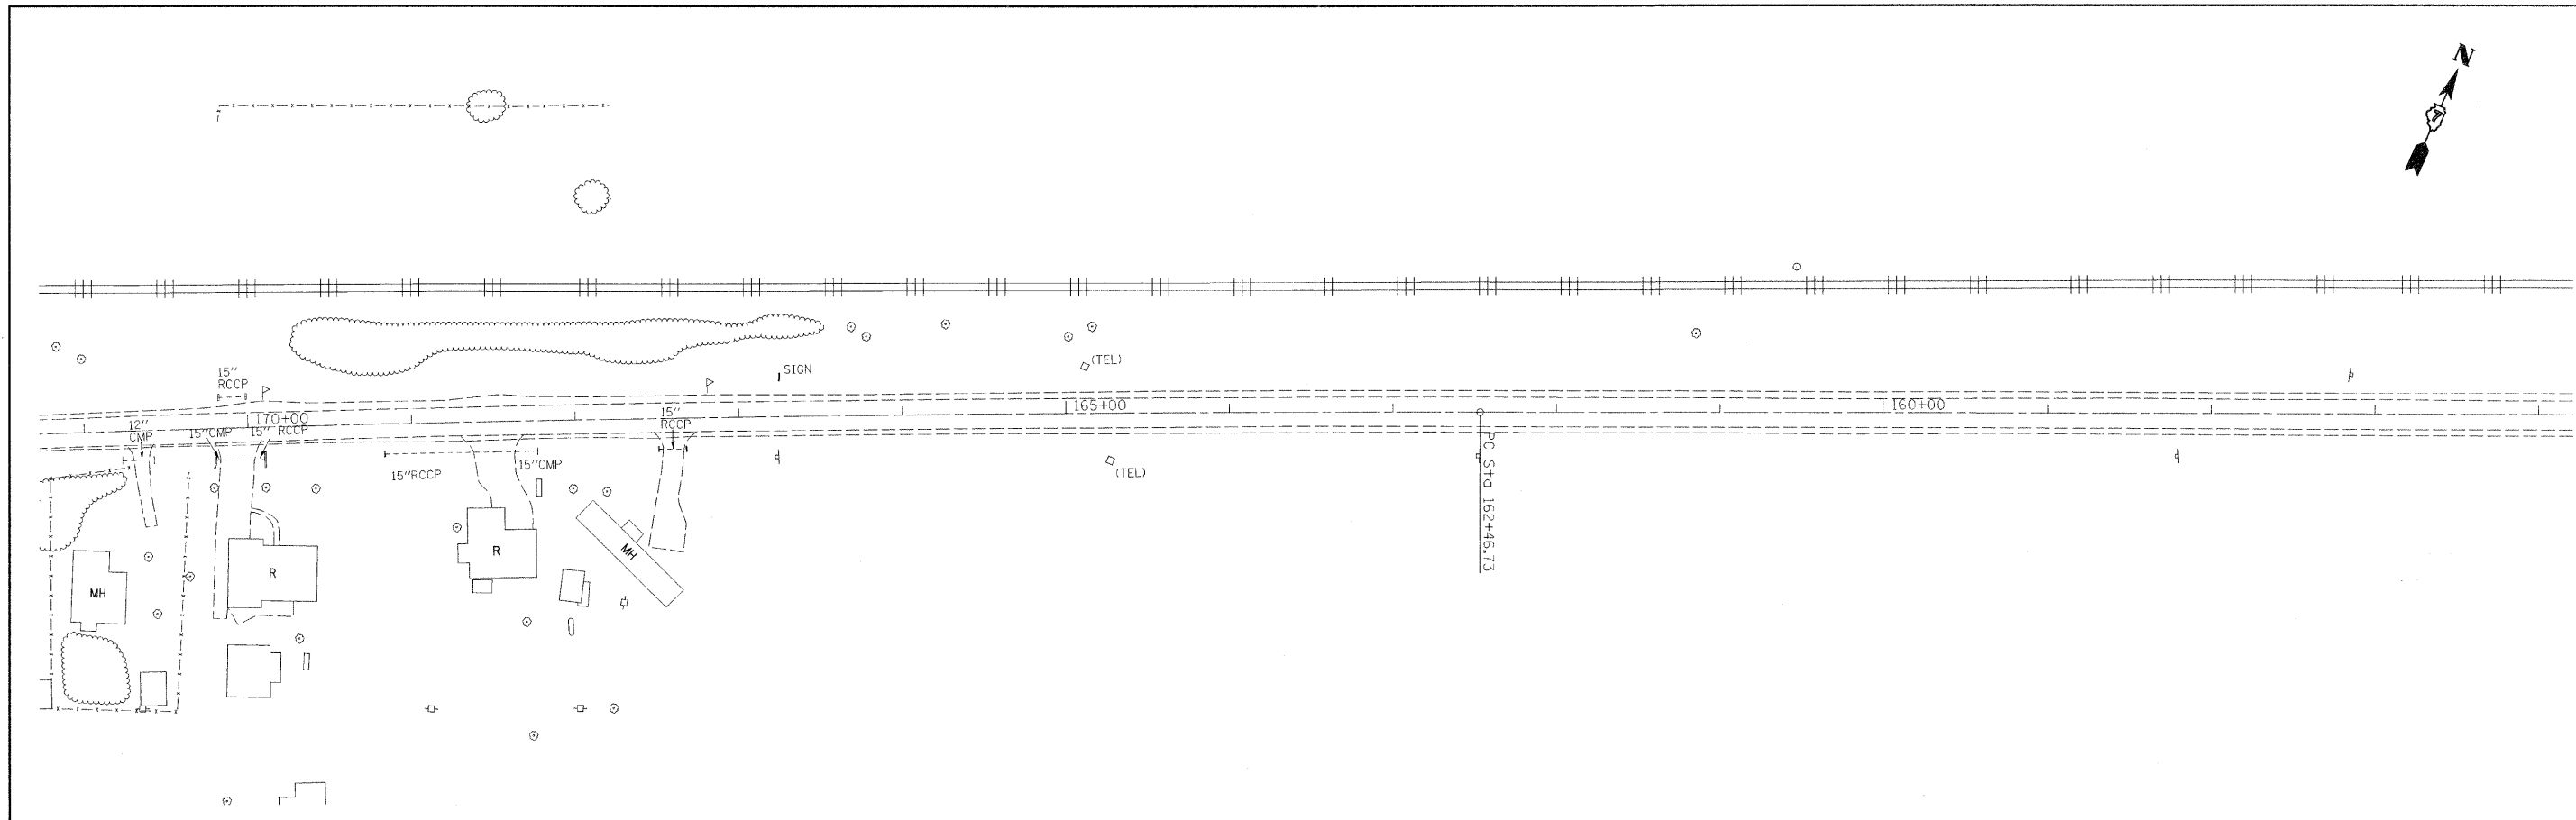 N
7
(TEL)
SIGN
15"
RCCP
170+00
15"
RCCP
165+00
160+00
12"
CMP
15"CMP
15" RCCP
15"RCCP
15"CMP
(TEL)
PC Sta 162+46.73
R
MH
R
MH